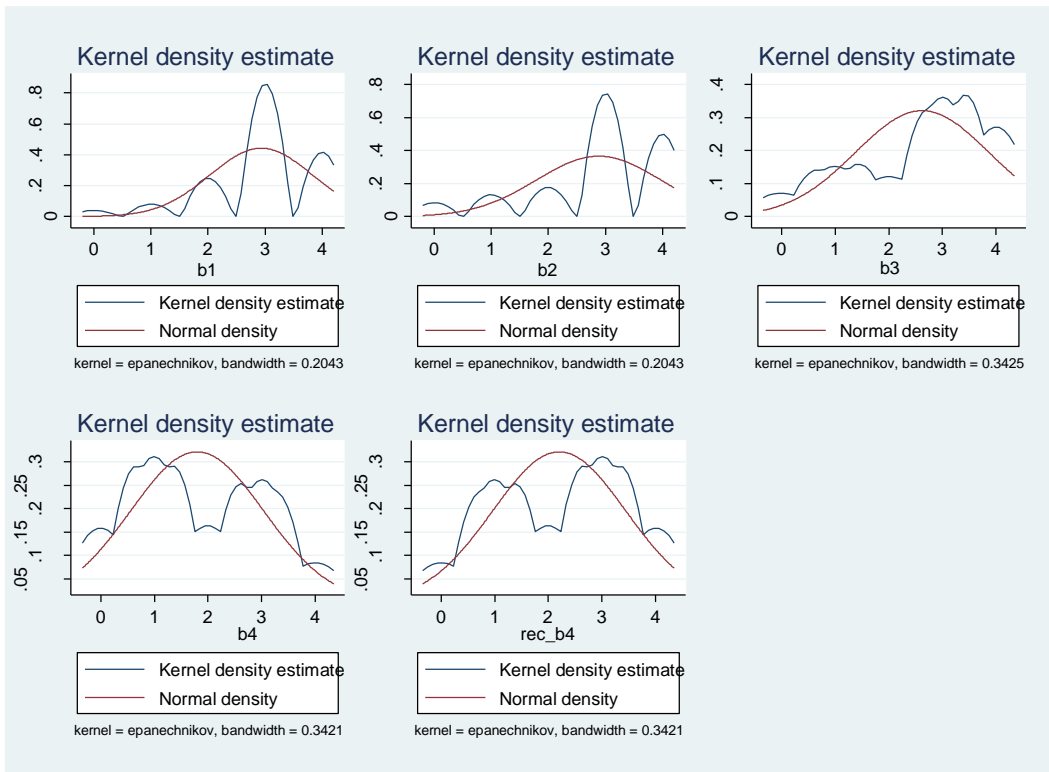 Kernel density estimate
0 .2 .4 .6 .8
0 1 2 3 4
b1
Kernel density estimate
Normal density
kernel = epanechnikov, bandwidth = 0.2043
Kernel density estimate
0 .2 .4 .6 .8
0 1 2 3 4
b2
Kernel density estimate
Normal density
kernel = epanechnikov, bandwidth = 0.2043
Kernel density estimate
0 .1 .2 .3 .4
0 1 2 3 4
b3
Kernel density estimate
Normal density
kernel = epanechnikov, bandwidth = 0.3425
Kernel density estimate
.05 .1 .15 .2 .25 .3
0 1 2 3 4
b4
Kernel density estimate
Normal density
kernel = epanechnikov, bandwidth = 0.3421
Kernel density estimate
.05 .1 .15 .2 .25 .3
0 1 2 3 4
rec_b4
Kernel density estimate
Normal density
kernel = epanechnikov, bandwidth = 0.3421